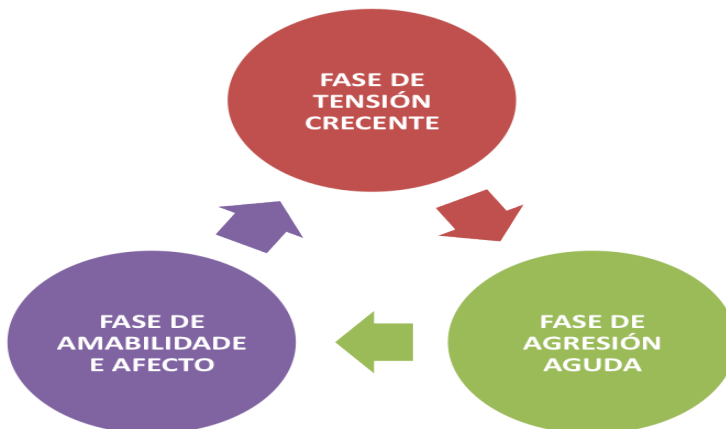 FASE DE
TENSIÓN
CRECENTE
FASE DE
AMABILIDADE
E AFECTO
FASE DE
AGRESIÓN
AGUDA